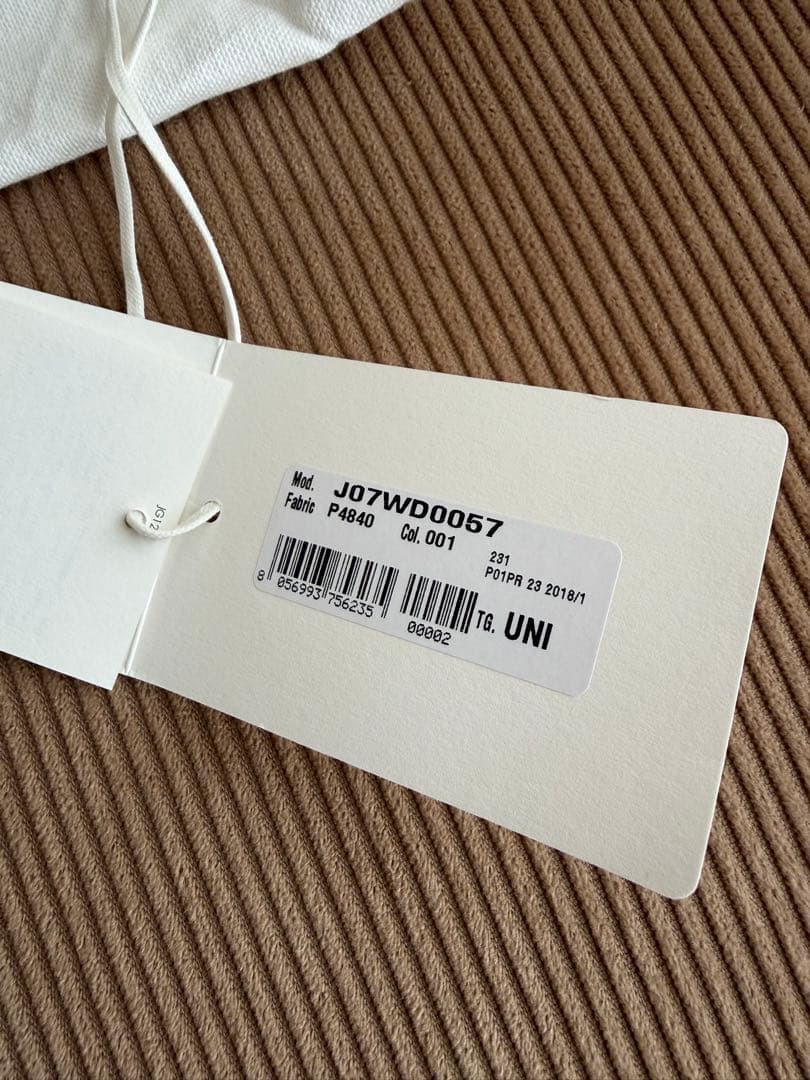 Mod. J07WD0057
Fabric P4840 Col. 001
231
P01PR 23 2018/1
8 056993 756235
00002
TG. UNI